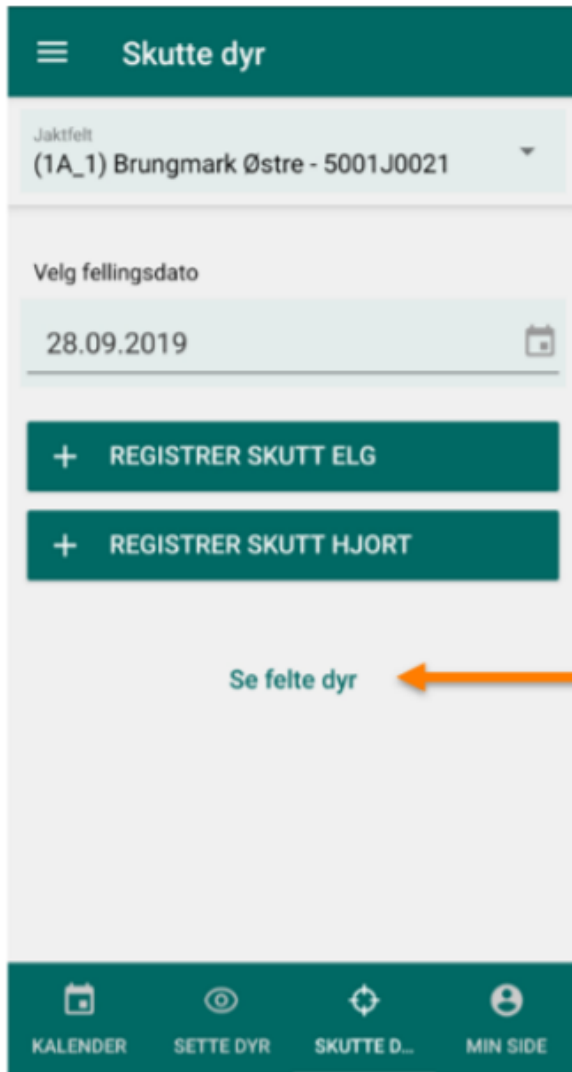 Skutte dyr
Jaktfelt
(1A_1) Brungmark Østre - 5001J0021
Velg fellingsdato
28.09.2019
+ REGISTRER SKUTT ELG
+ REGISTRER SKUTT HJORT
Se felte dyr
KALENDER SETTE DYR SKUTTE D... MIN SIDE